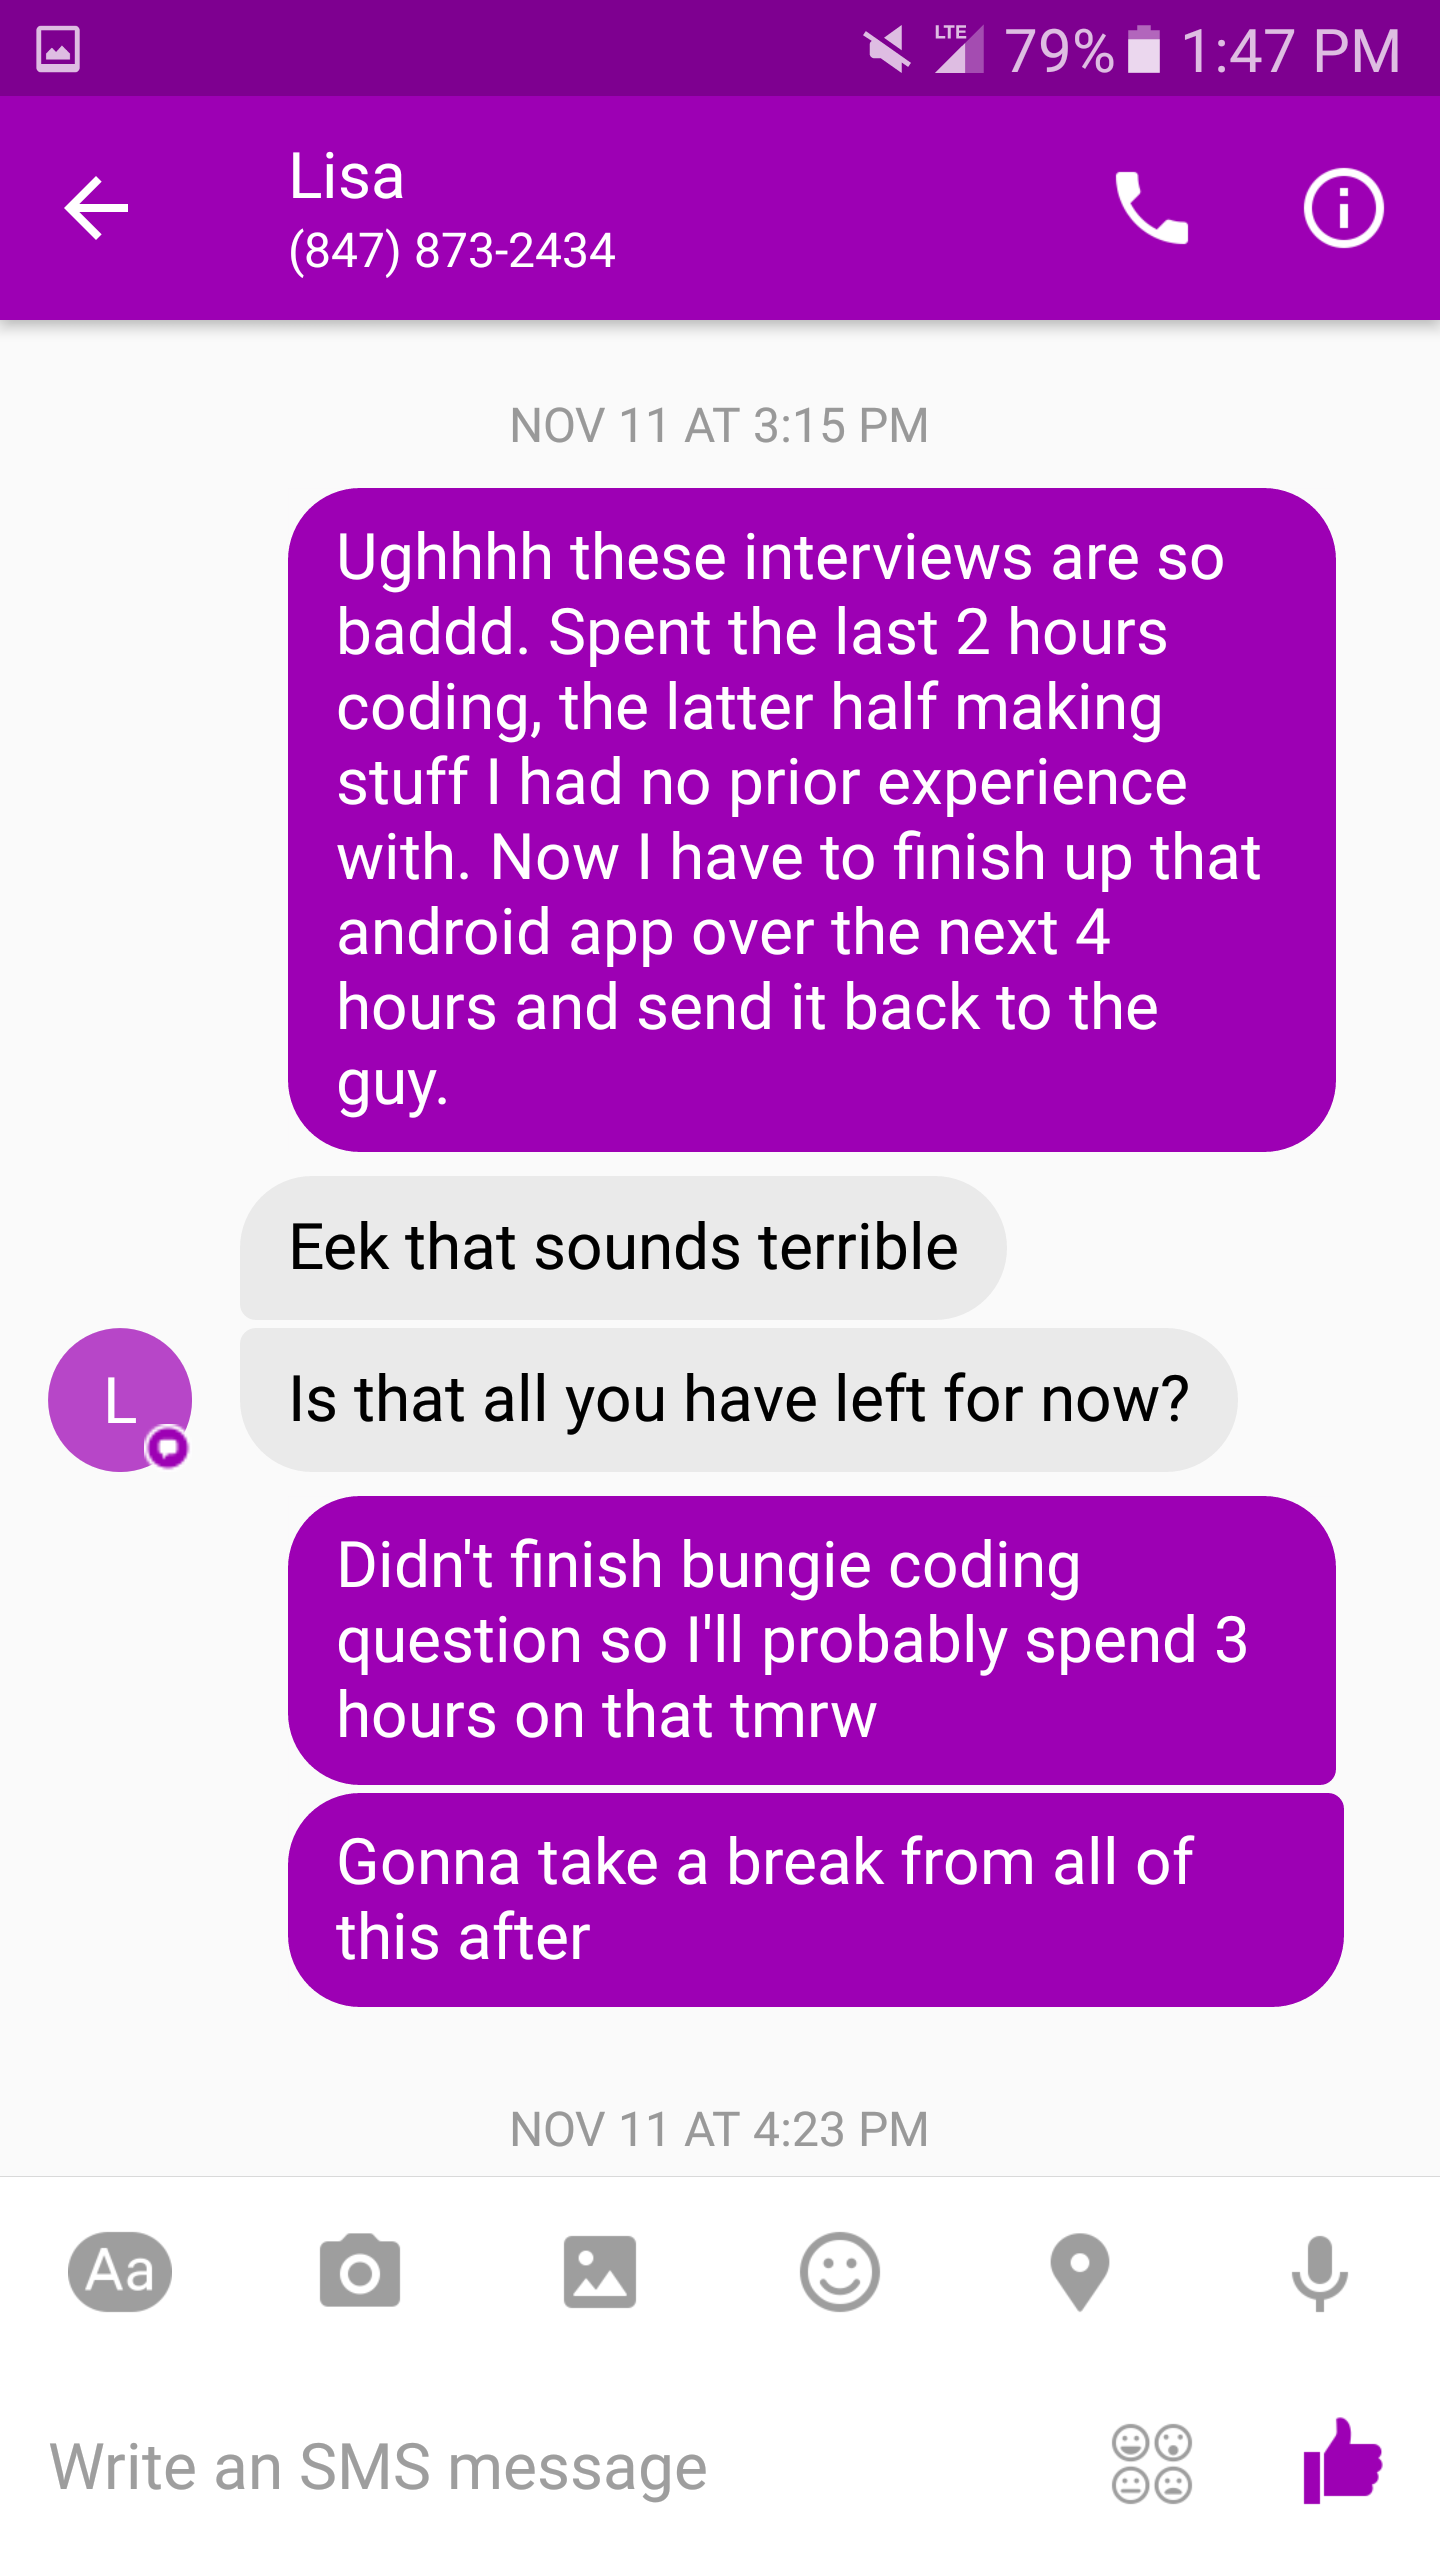 LTE 79% 1:47 PM
Lisa
(847) 873-2434
NOV 11 AT 3:15 PM
Ughhhh these interviews are so
baddd. Spent the last 2 hours
coding, the latter half making
stuff I had no prior experience
with. Now I have to finish up that
android app over the next 4
hours and send it back to the
guy.
Eek that sounds terrible
L
Is that all you have left for now?
Didn't finish bungie coding
question so I'll probably spend 3
hours on that tmrw
Gonna take a break from all of
this after
NOV 11 AT 4:23 PM
Aa
Write an SMS message